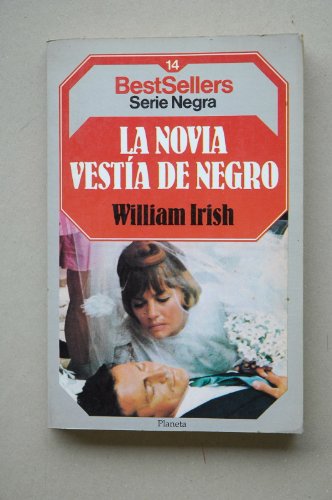 14
BestSellers
Serie Negra
LA NOVIA
VESTÍA DE NEGRO
William Irish
Planeta